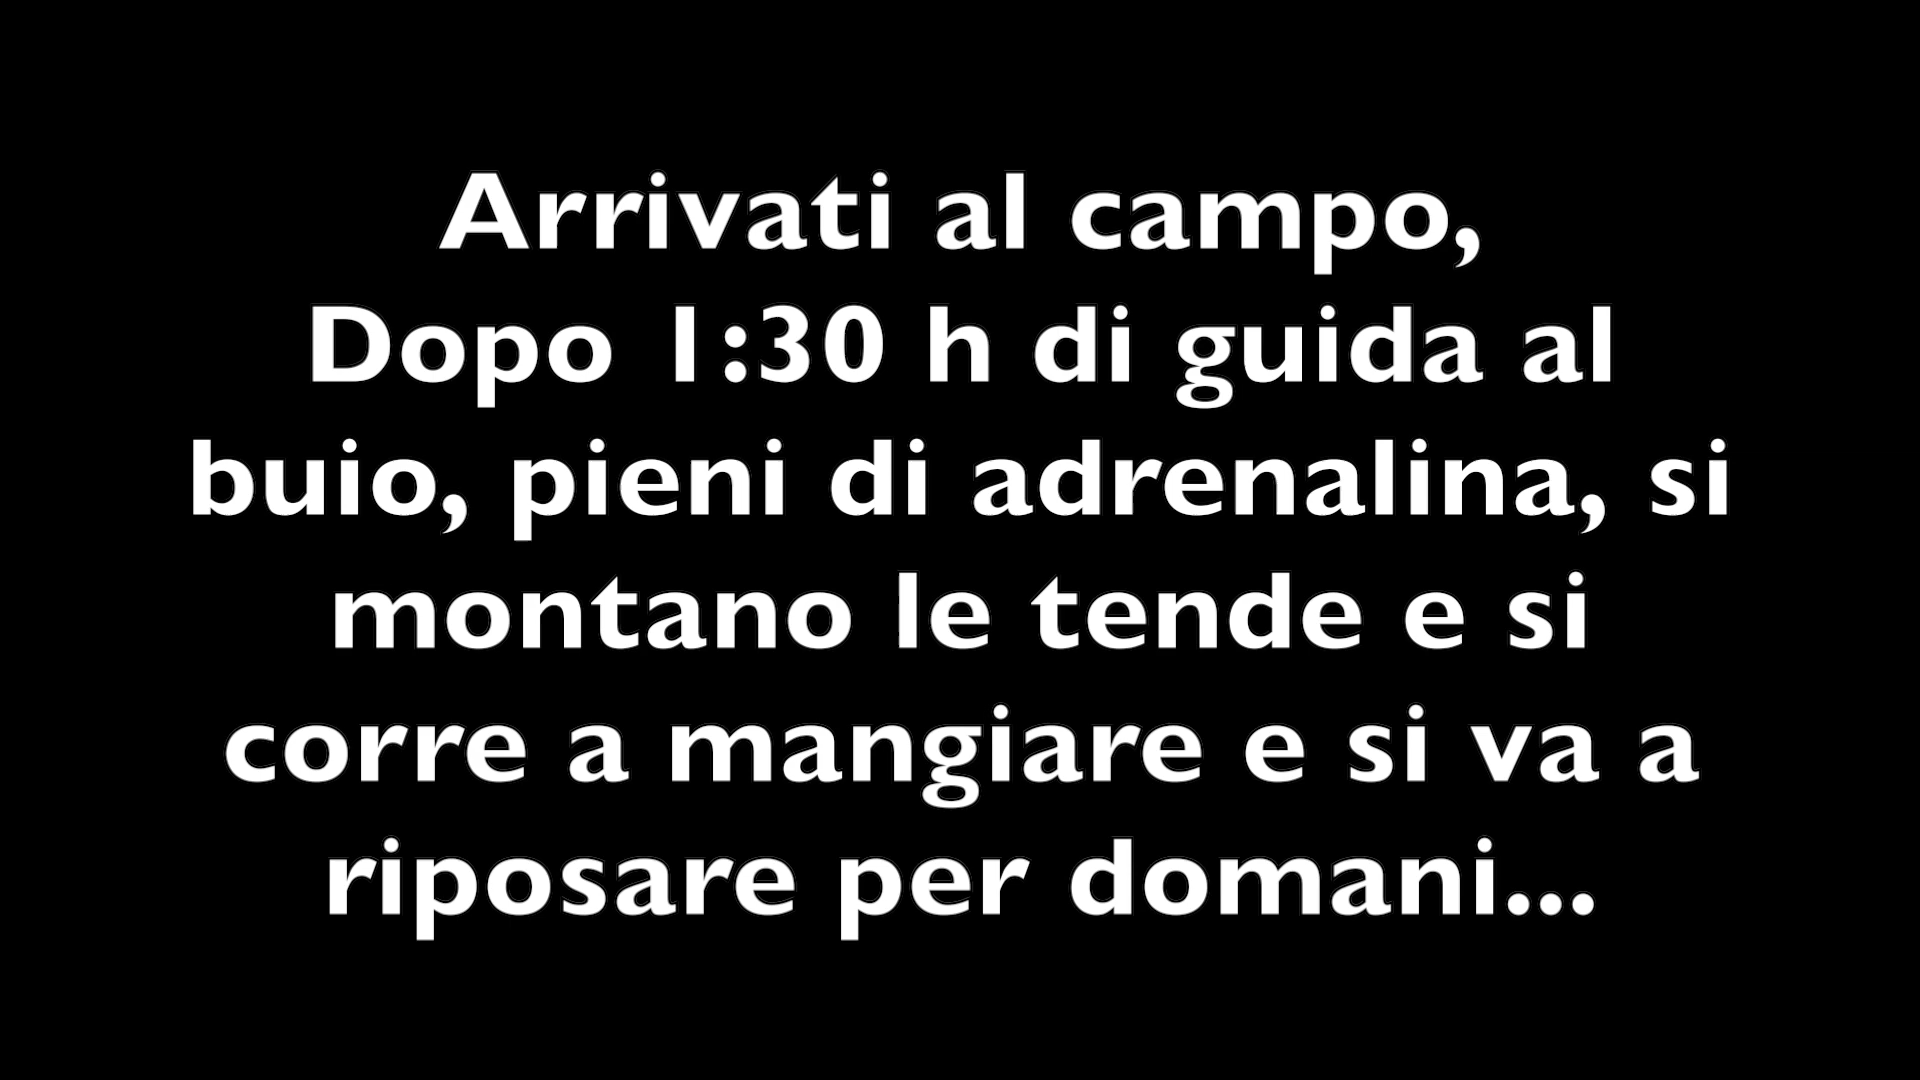 Arrivati al campo,
Dopo 1:30 h di guida al
buio, pieni di adrenalina, si
montano le tende e si
corre a mangiare e si va a
riposare per domani...